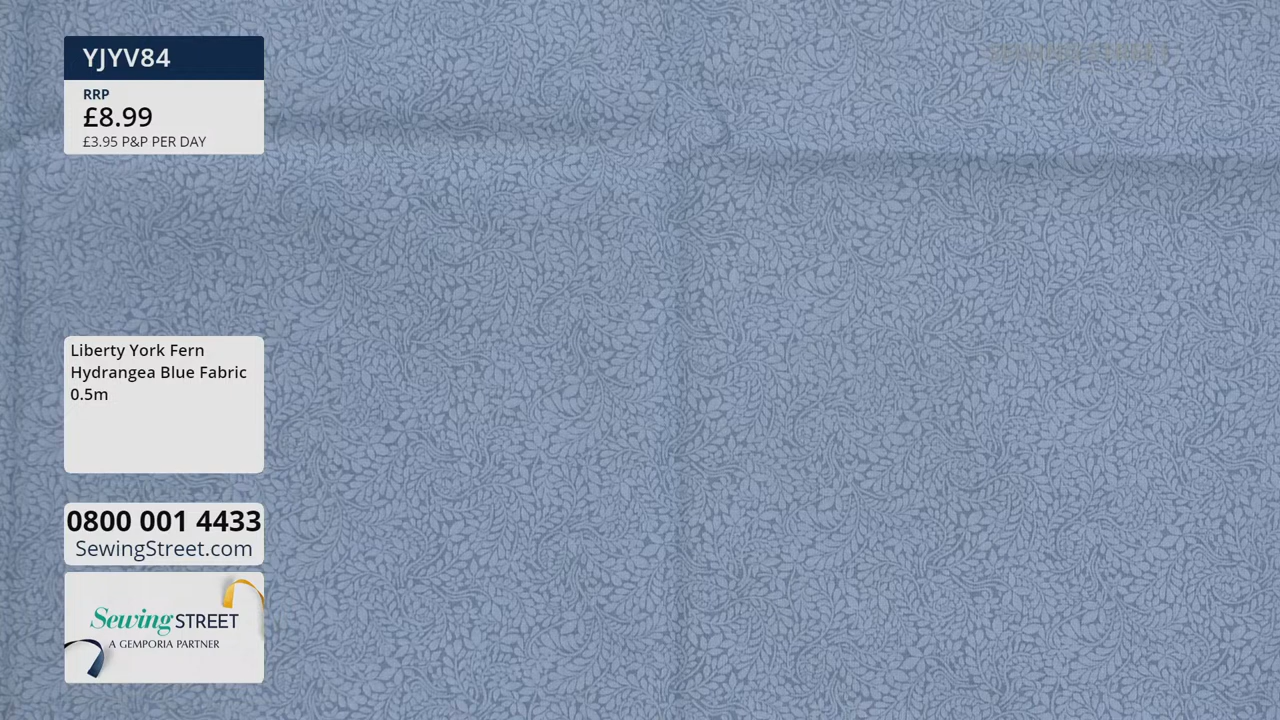 YJYV84
RRP
£8.99
£3.95 P&P PER DAY
Liberty York Fern
Hydrangea Blue Fabric
0.5m
0800 001 4433
SewingStreet.com
Sewing STREET
A GEMPORIA PARTNER